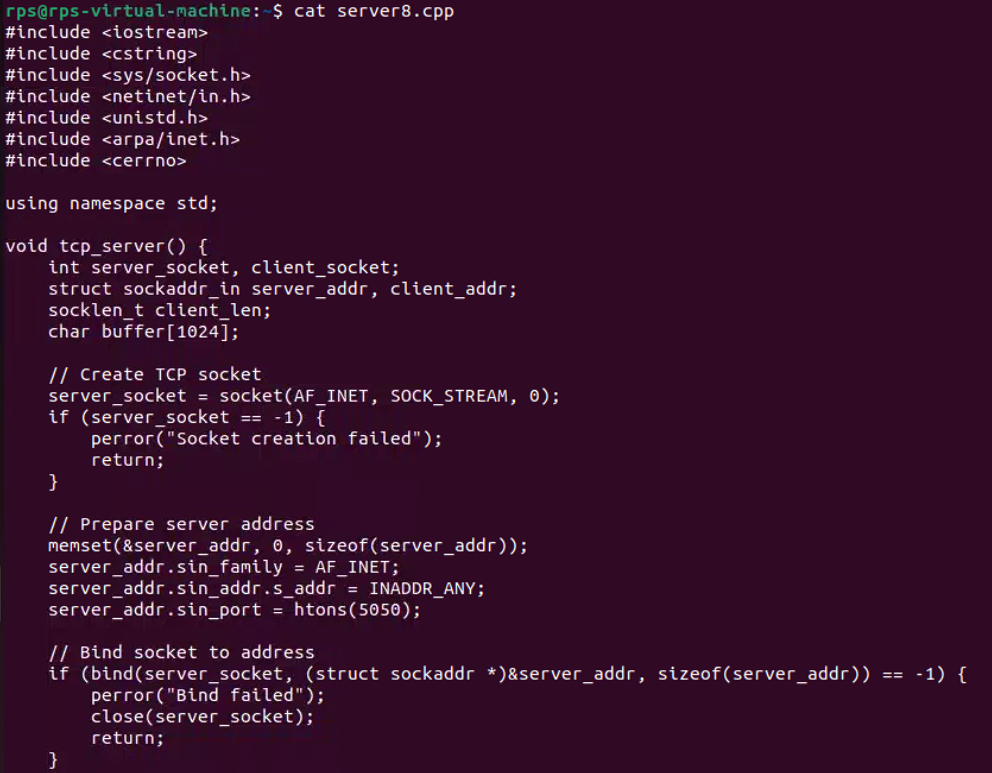 rps@rps-virtual-machine:~$ cat server8.cpp
#include <iostream>
#include <cstring>
#include <sys/socket.h>
#include <netinet/in.h>
#include <unistd.h>
#include <arpa/inet.h>
#include <cerrno>

using namespace std;

void tcp_server() {
    int server_socket, client_socket;
    struct sockaddr_in server_addr, client_addr;
    socklen_t client_len;
    char buffer[1024];

    // Create TCP socket
    server_socket = socket(AF_INET, SOCK_STREAM, 0);
    if (server_socket == -1) {
        perror("Socket creation failed");
        return;
    }

    // Prepare server address
    memset(&server_addr, 0, sizeof(server_addr));
    server_addr.sin_family = AF_INET;
    server_addr.sin_addr.s_addr = INADDR_ANY;
    server_addr.sin_port = htons(5050);

    // Bind socket to address
    if (bind(server_socket, (struct sockaddr *)&server_addr, sizeof(server_addr)) == -1) {
        perror("Bind failed");
        close(server_socket);
        return;
    }